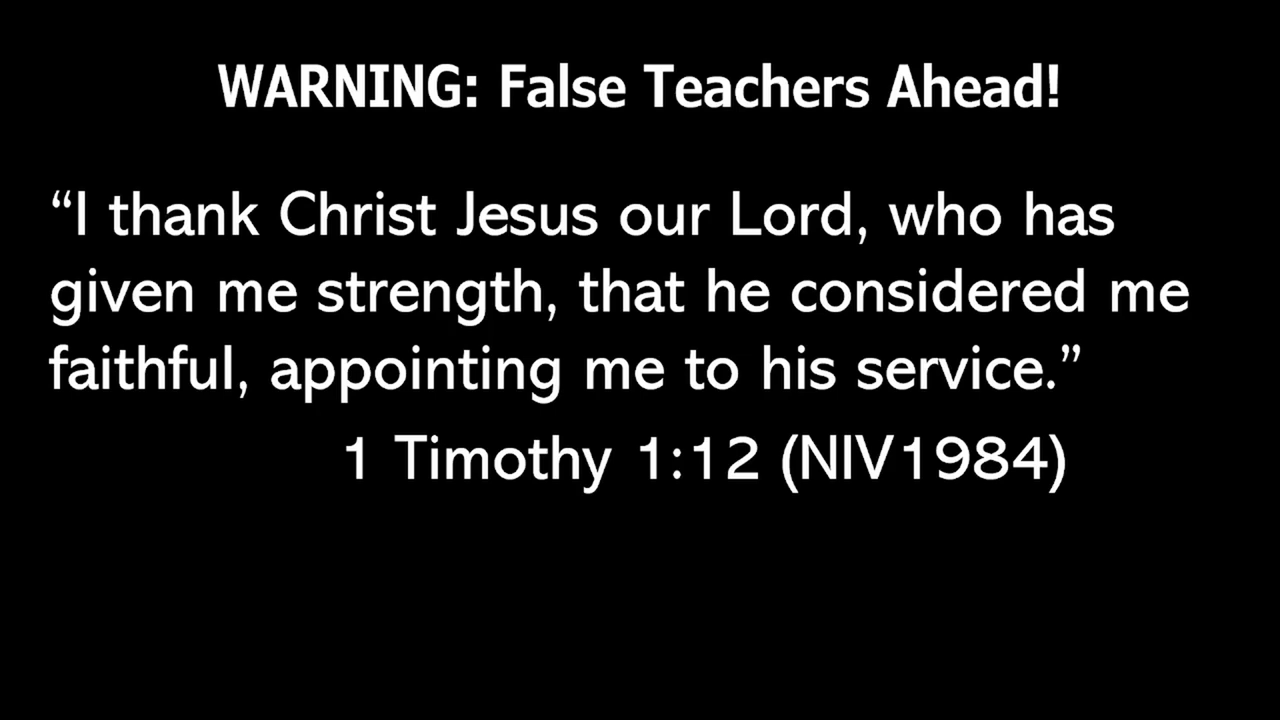 WARNING: False Teachers Ahead!
“I thank Christ Jesus our Lord, who has
given me strength, that he considered me
faithful, appointing me to his service.”
1 Timothy 1:12 (NIV1984)